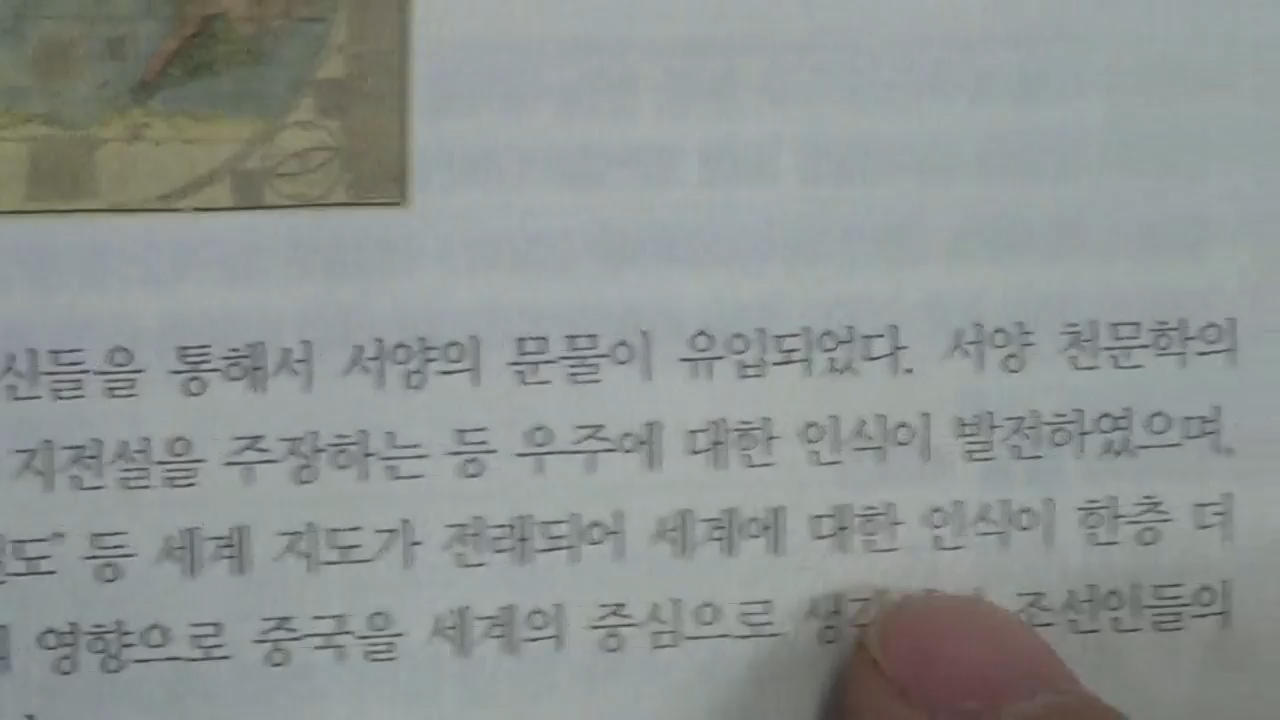 신들을 통해서 서양의 문물이 유입되었다. 서양 천문학의
지전설을 주장하는 등 우주에 대한 인식이 발전하였으며,
도" 등 세계 지도가 전래되어 세계에 대한 인식이 한층 더
영향으로 중국을 세계의 중심으로 조선인들의